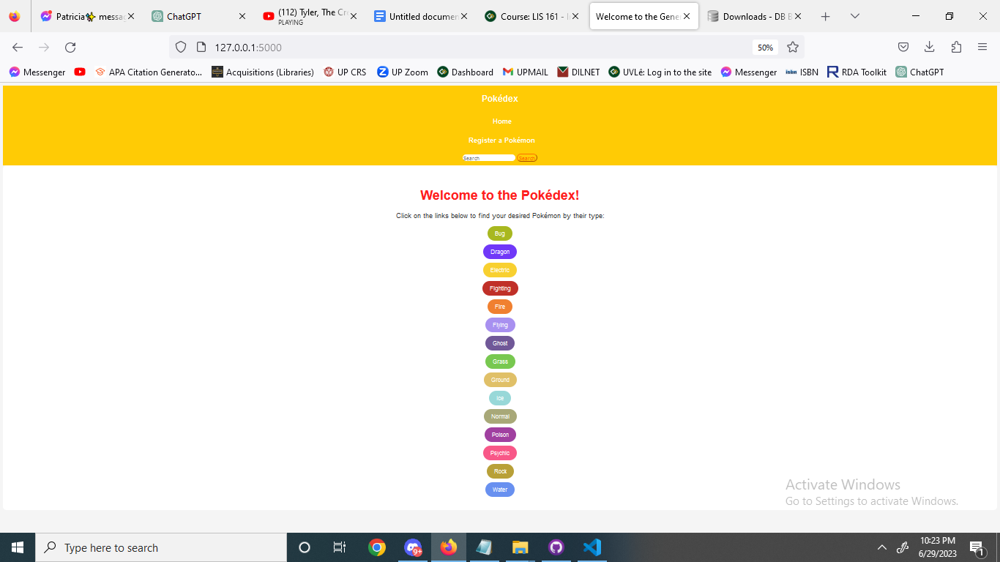 Patricia✨ messag
ChatGPT
(112) Tyler, The Cre
PLAYING
Untitled documen
Course: LIS 161 - I
Welcome to the Gene
Downloads - DB B
127.0.0.1:5000
50%
Messenger
APA Citation Generato...
Acquisitions (Libraries)
UP CRS
UP Zoom
Dashboard
UPMAIL
DILNET
UVLê: Log in to the site
Messenger
isbn
ISBN
RDA Toolkit
ChatGPT
Pokédex
Home
Register a Pokémon
Search
Search
Welcome to the Pokédex!
Click on the links below to find your desired Pokémon by their type:
Bug
Dragon
Electric
Fighting
Fire
Flying
Ghost
Grass
Ground
Ice
Normal
Poison
Psychic
Rock
Water
Activate Windows
Go to Settings to activate Windows.
Type here to search
9+
10:23 PM
6/29/2023
1